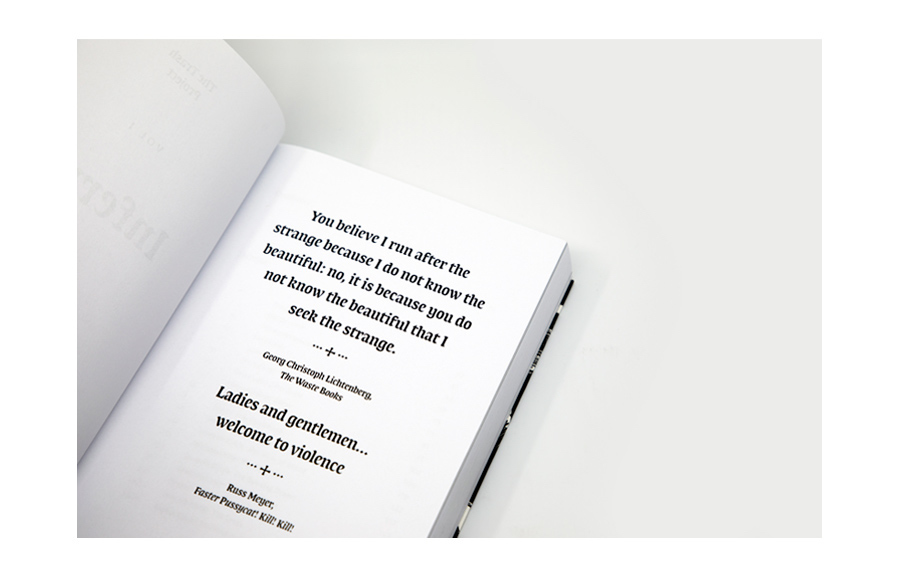 You believe I run after the
strange because I do not know the
beautiful: no, it is because you do
not know the beautiful that I
seek the strange.
Georg Christoph Lichtenberg,
The Waste Books
Ladies and gentlemen...
welcome to violence
Russ Meyer,
Faster Pussycat! Kill! Kill!